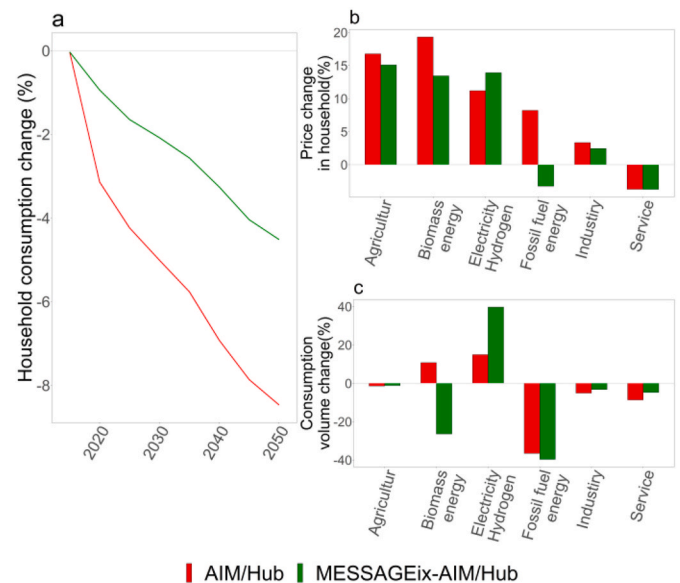 a
Household consumption change (%)
0
-2
-4
-6
-8
2020
2030
2040
2050
b
Price change
in household(%)
20
15
10
5
0
Agricultur
Biomass
energy
Electricity
Hydrogen
Fossil fuel
energy
Industiry
Service
c
Consumption
volume change(%)
40
20
0
-20
-40
Agricultur
Biomass
energy
Electricity
Hydrogen
Fossil fuel
energy
Industiry
Service
AIM/Hub
MESSAGEix-AIM/Hub